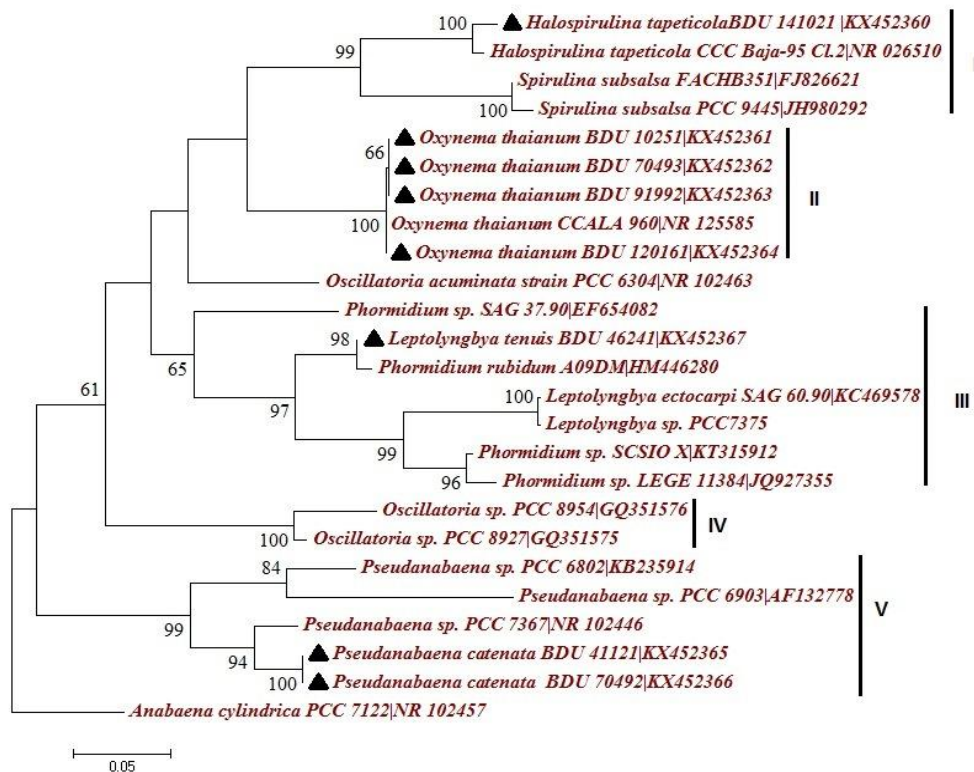 100
Halospirulina tapeticolaBDU 141021 |KX452360
99
Halospirulina tapeticola CCC Baja-95 Cl.2|NR 026510
Spirulina subsalsa FACHB351|FJ826621
100
Spirulina subsalsa PCC 9445|JH980292
Oxynema thaianum BDU 10251|KX452361
66
Oxynema thaianum BDU 70493|KX452362
Oxynema thaianum BDU 91992|KX452363
II
100
Oxynema thaianum CCALA 960|NR 125585
Oxynema thaianum BDU 120161|KX452364
Oscillatoria acuminata strain PCC 6304|NR 102463
Phormidium sp. SAG 37.90|EF654082
98
Leptolyngbya tenuis BDU 46241|KX452367
65
Phormidium rubidum A09DM|HM446280
61
97
100
Leptolyngbya ectocarpi SAG 60.90|KC469578
III
Leptolyngbya sp. PCC7375
99
Phormidium sp. SCSIO X|KT315912
96
Phormidium sp. LEGE 11384|JQ927355
Oscillatoria sp. PCC 8954|GQ351576
IV
100
Oscillatoria sp. PCC 8927|GQ351575
84
Pseudanabaena sp. PCC 6802|KB235914
Pseudanabaena sp. PCC 6903|AF132778
V
99
Pseudanabaena sp. PCC 7367|NR 102446
94
Pseudanabaena catenata BDU 41121|KX452365
100
Pseudanabaena catenata BDU 70492|KX452366
Anabaena cylindrica PCC 7122|NR 102457
0.05